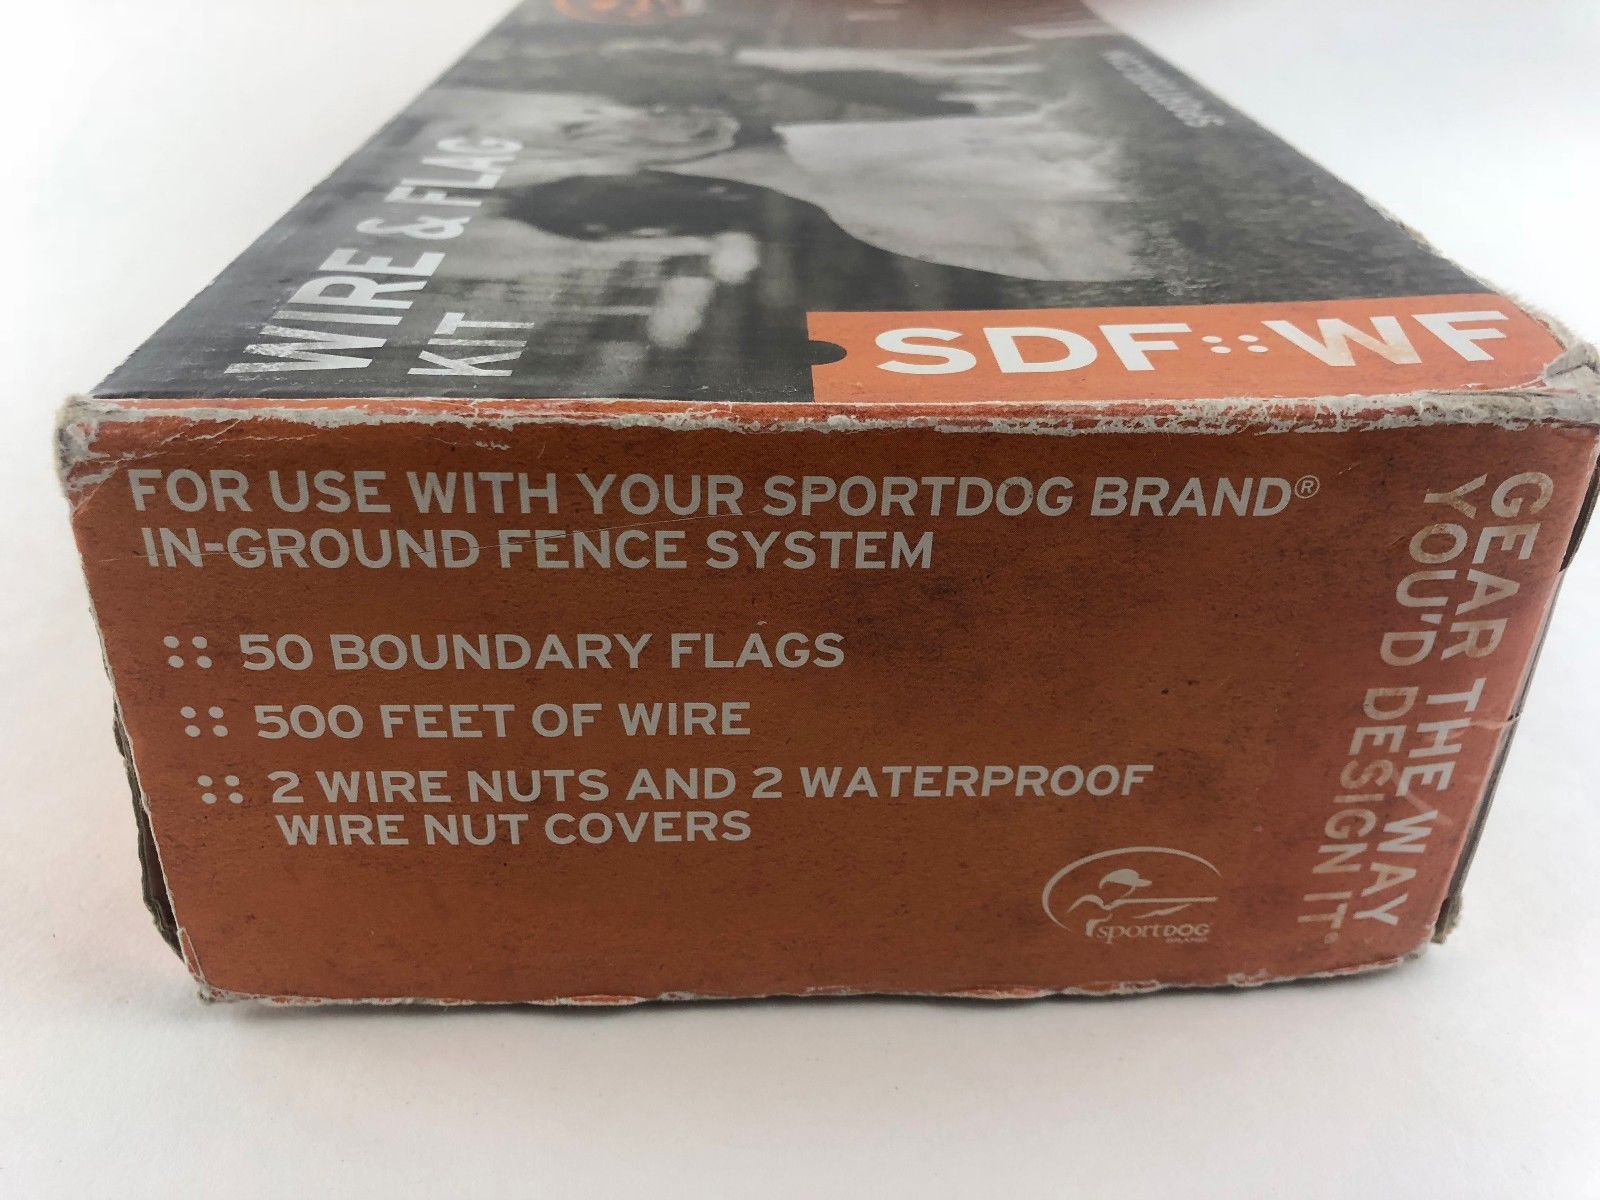 WIRE & FLAG
KIT
SDF::WF
FOR USE WITH YOUR SPORTDOG BRAND®
IN-GROUND FENCE SYSTEM
:: 50 BOUNDARY FLAGS
:: 500 FEET OF WIRE
:: 2 WIRE NUTS AND 2 WATERPROOF
WIRE NUT COVERS
sportDOG
BRAND
GEAR THE WAY
YOU'D DESIGN IT®